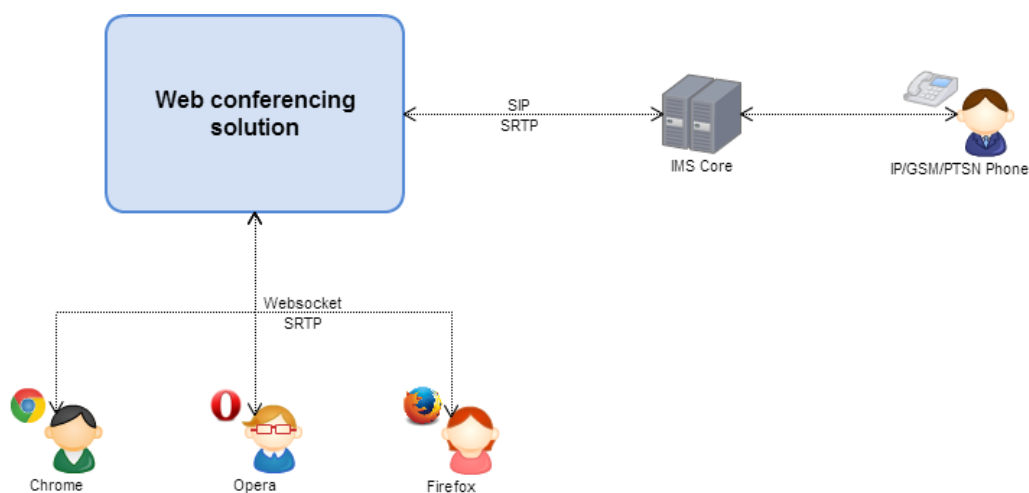 Web conferencing
solution
SIP
SRTP
IMS Core
IP/GSM/PTSN Phone
Websocket
SRTP
Chrome
Opera
Firefox